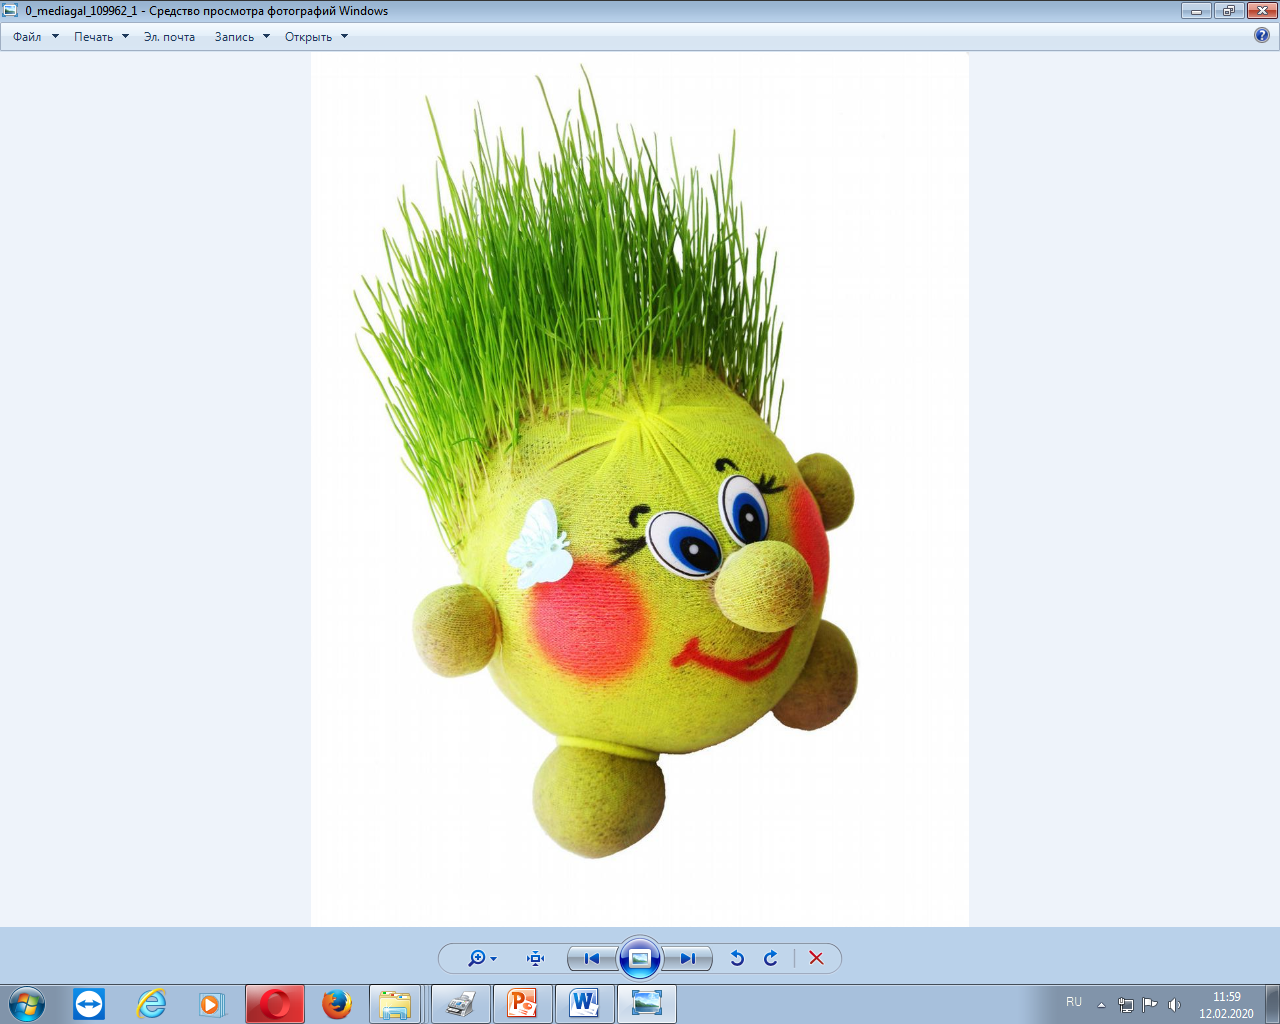 0_mediagal_109962_1 - Средство просмотра фотографий Windows
Файл Печать Эл. почта Запись Открыть
RU
11:59
12.02.2020